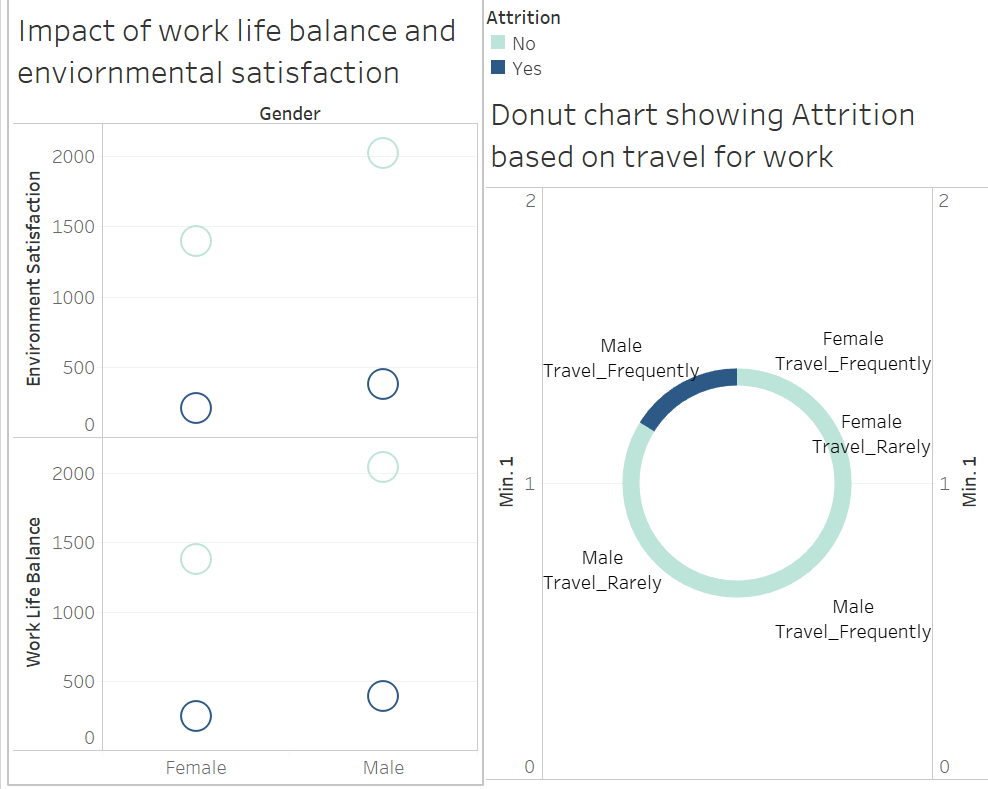 Impact of work life balance and
enviornmental satisfaction
Gender
Environment Satisfaction
2000
1500
1000
500
0
Work Life Balance
2000
1500
1000
500
0
Female
Male
Attrition
No
Yes
Donut chart showing Attrition
based on travel for work
2
1
0
Min. 1
Male
Travel_Frequently
Female
Travel_Frequently
Female
Travel_Rarely
Male
Travel_Rarely
Male
Travel_Frequently
2
1
0
Min. 1